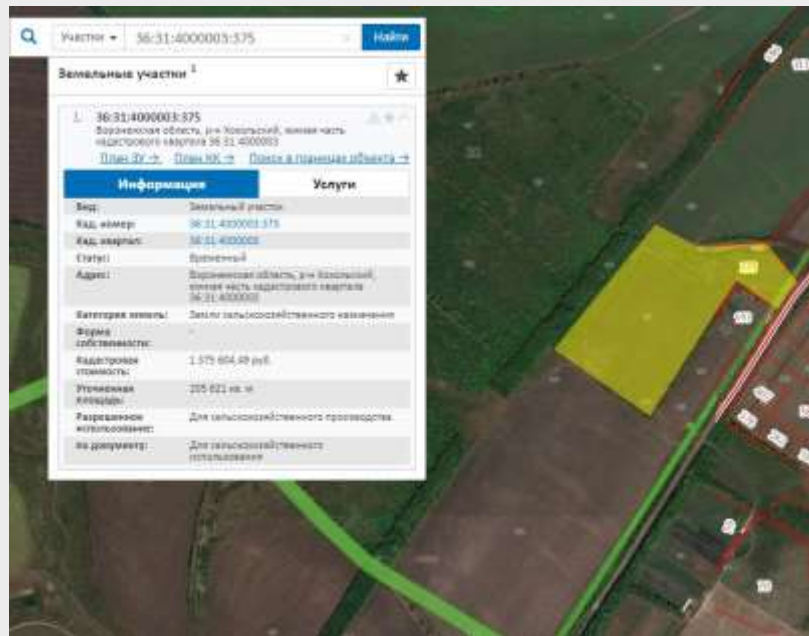 Участки 36:31:4000003:375 Найти
Земельные участки 1
1. 36:31:4000003:375
Воронежская область, р-н Хохольский, южная часть
кадастрового квартала 36:31:4000003
План ЗУ → План КК → Поиск в границах объекта →
Информация Услуги
Вид: Земельный участок
Кад. номер: 36:31:4000003:375
Кад. квартал: 36:31:4000003
Статус: Временный
Адрес: Воронежская область, р-н Хохольский,
южная часть кадастрового квартала
36:31:4000003
Категория земель: Земли сельскохозяйственного назначения
Форма
собственности: -
Кадастровая
стоимость: 1 375 604,49 руб.
Уточненная
площадь: 205 621 кв. м
Разрешенное
использование: Для сельскохозяйственного производства
по документу: Для сельскохозяйственного
использования